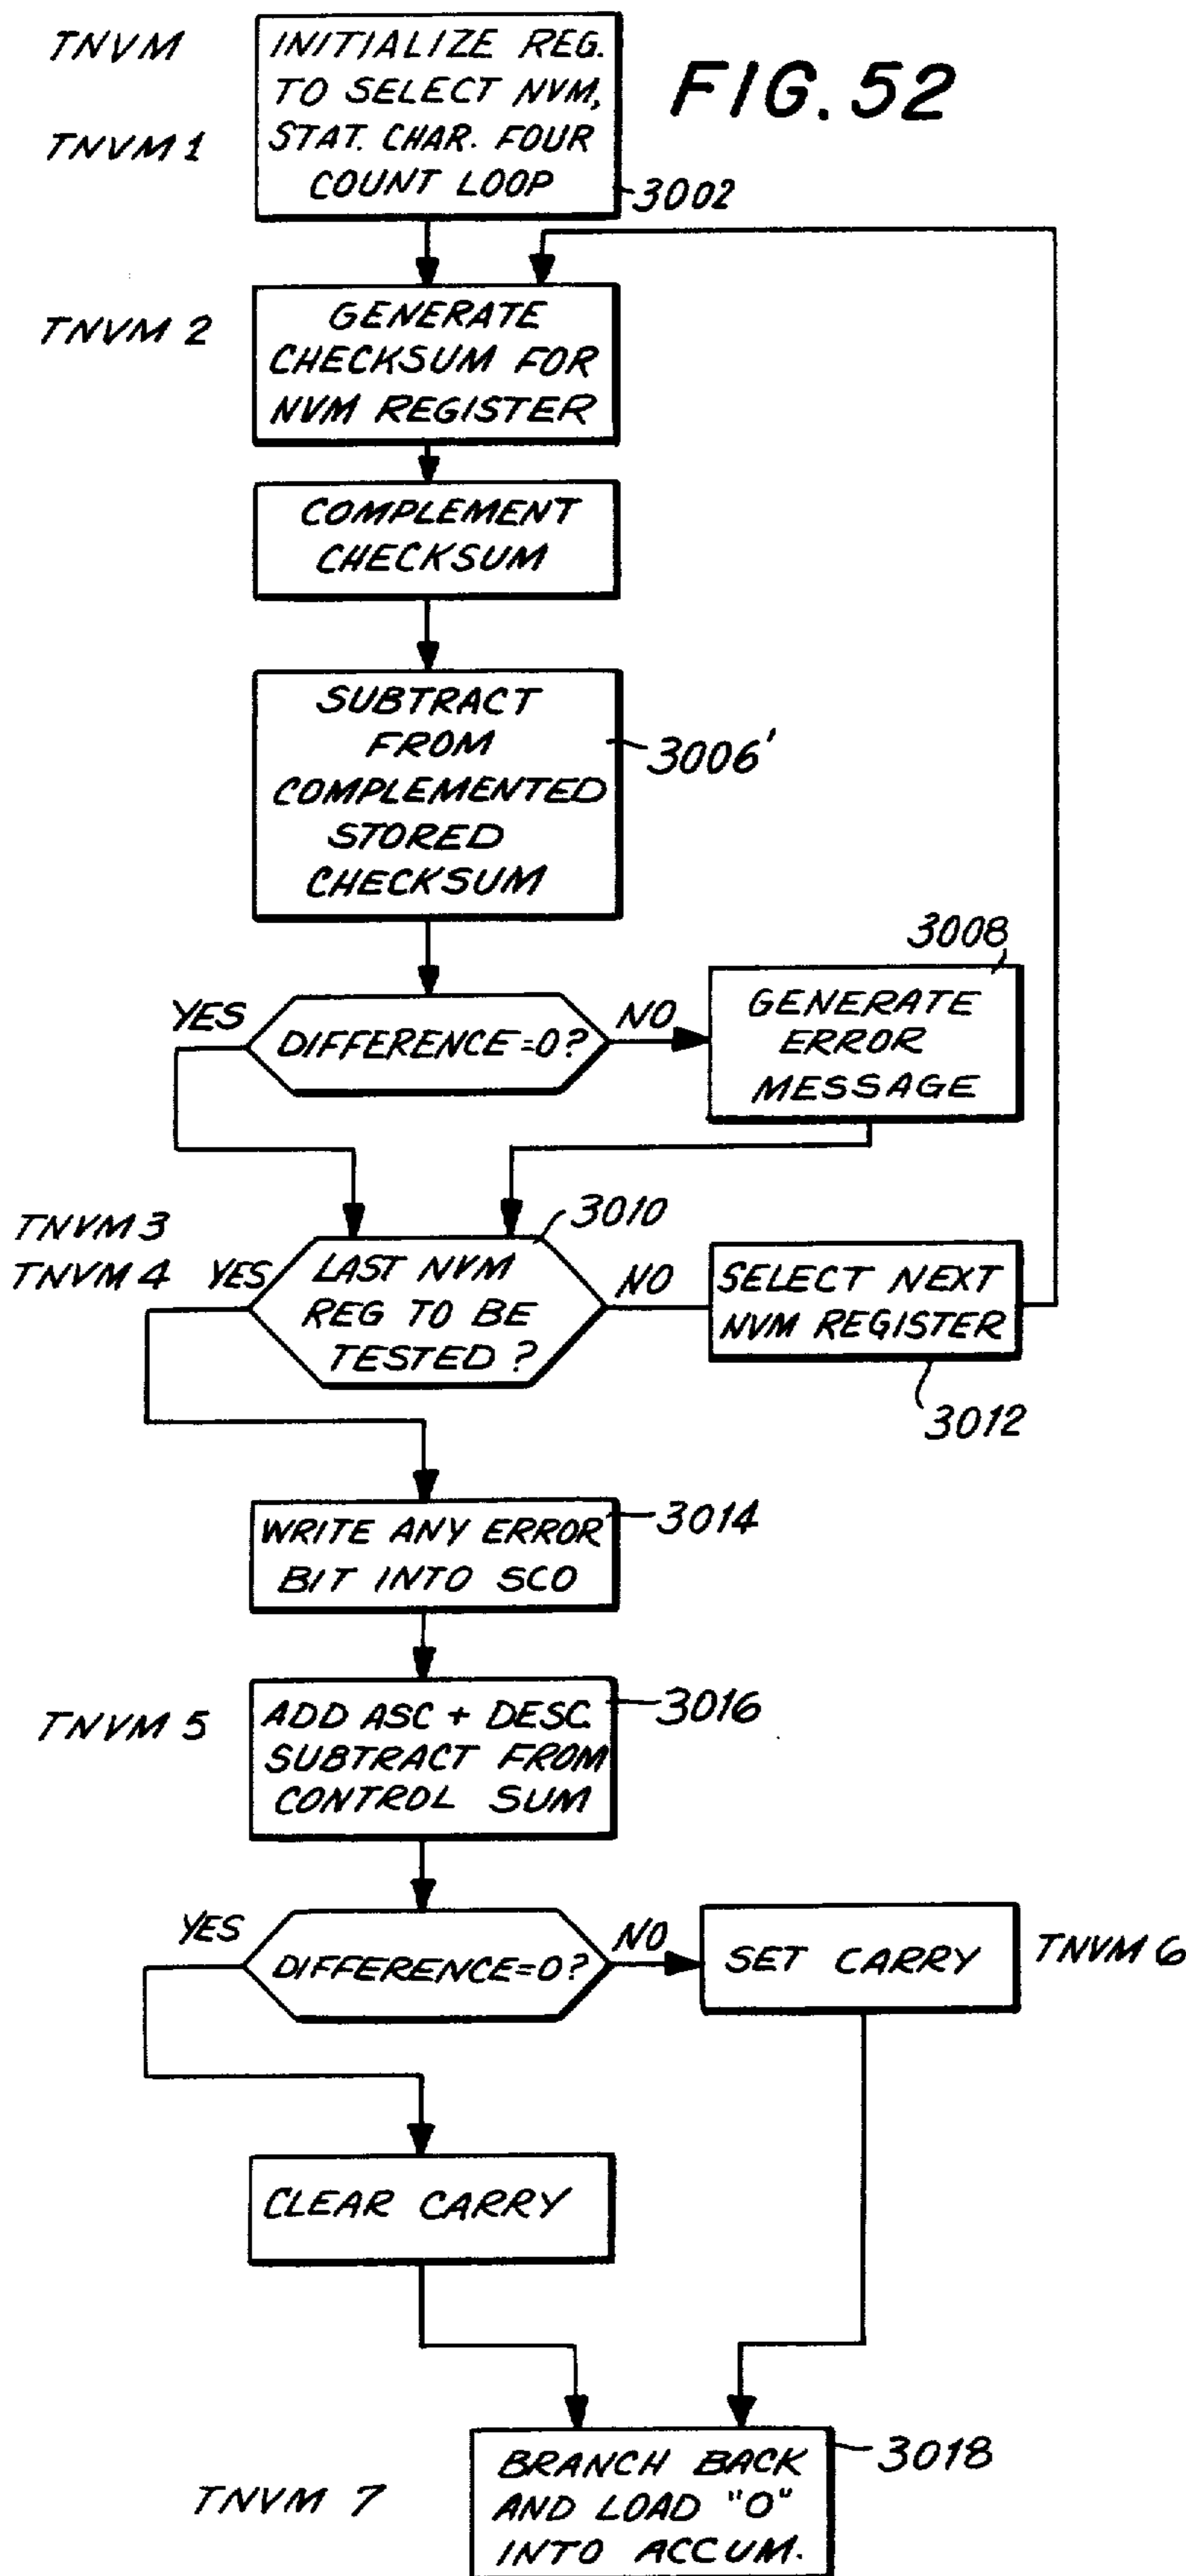 TNVM
TNVM 1
INITIALIZE REG.
TO SELECT NVM,
STAT. CHAR. FOUR
COUNT LOOP
3002
FIG. 52
TNVM 2
GENERATE
CHECKSUM FOR
NVM REGISTER
COMPLEMENT
CHECKSUM
SUBTRACT
FROM
COMPLEMENTED
STORED
CHECKSUM
3006'
YES
DIFFERENCE=0?
NO
3008
GENERATE
ERROR
MESSAGE
TNVM 3
TNVM 4
YES
LAST NVM
REG TO BE
TESTED?
3010
NO
SELECT NEXT
NVM REGISTER
3012
WRITE ANY ERROR
BIT INTO SCO
3014
TNVM 5
ADD ASC + DESC.
SUBTRACT FROM
CONTROL SUM
3016
YES
DIFFERENCE=0?
NO
SET CARRY
TNVM 6
CLEAR CARRY
TNVM 7
BRANCH BACK
AND LOAD "0"
INTO ACCUM.
3018